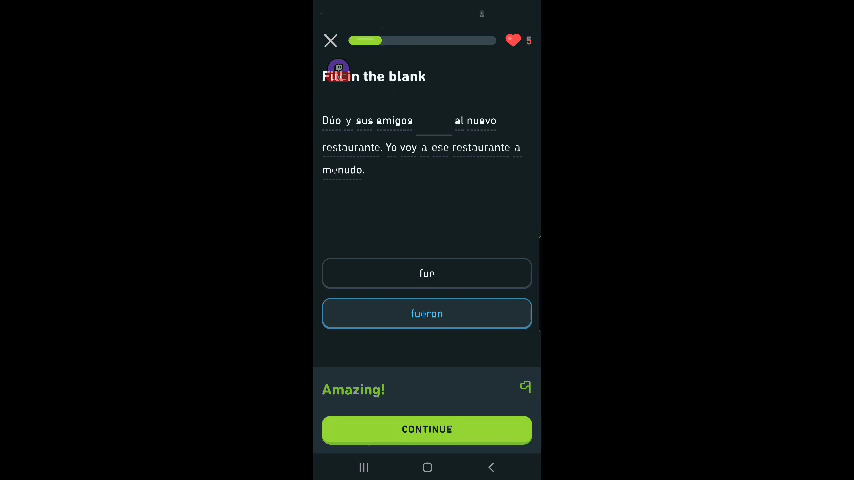 5
Fill in the blank
Dúo y sus amigos ______ al nuevo
restaurante. Yo voy a ese restaurante a
menudo.
fue
fueron
Amazing!
CONTINUE